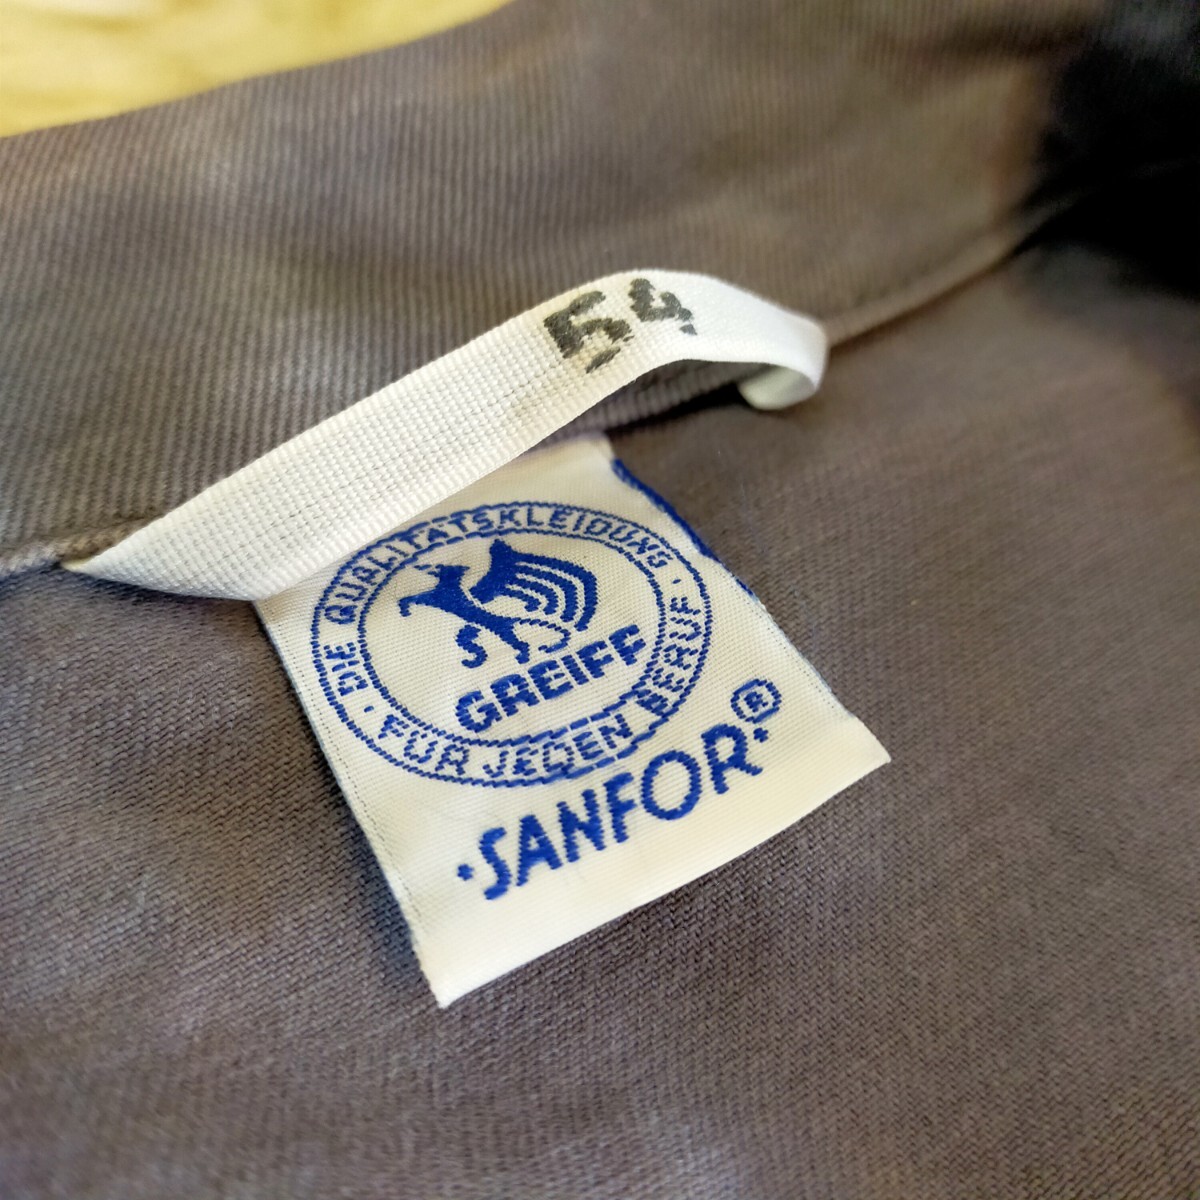 54
· DIE QUALITÄTSKLEIDUNG ·
GREIFF
FÜR JEDEN BERUF
·SANFOR·®